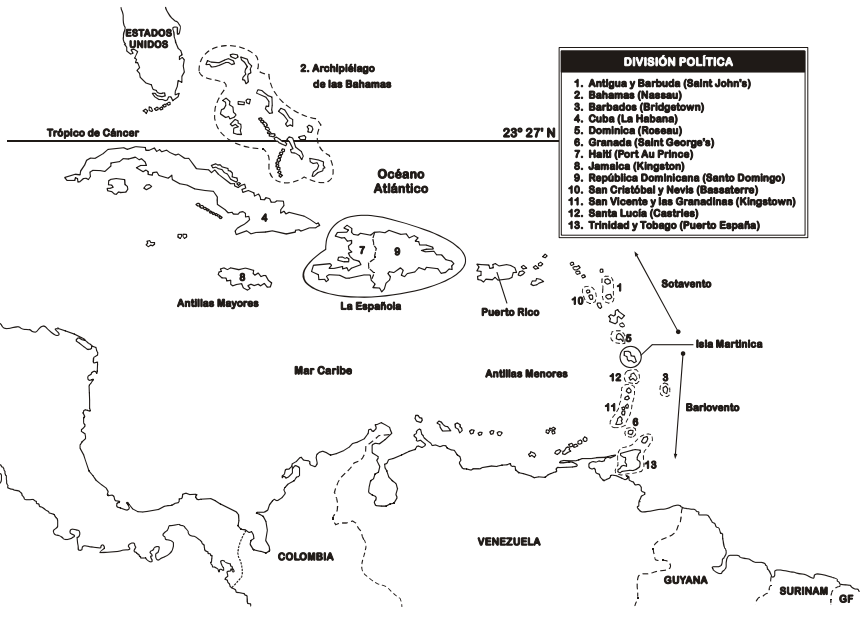 ESTADOS
UNIDOS
2. Archipiélago
de las Bahamas
DIVISIÓN POLÍTICA
1. Antigua y Barbuda (Saint John's)
2. Bahamas (Nassau)
3. Barbados (Bridgetown)
4. Cuba (La Habana)
5. Dominica (Roseau)
6. Granada (Saint George's)
7. Haití (Port Au Prince)
8. Jamaica (Kingston)
9. República Dominicana (Santo Domingo)
10. San Cristóbal y Nevis (Bassaterre)
11. San Vicente y las Granadinas (Kingstown)
12. Santa Lucía (Castries)
13. Trinidad y Tobago (Puerto España)
Trópico de Cáncer
23º 27' N
Océano
Atlántico
4
7
9
8
Antillas Mayores
La Española
Puerto Rico
10
1
Sotavento
5
Isla Martinica
Mar Caribe
Antillas Menores
12
3
11
Barlovento
6
13
COLOMBIA
VENEZUELA
GUYANA
SURINAM
GF